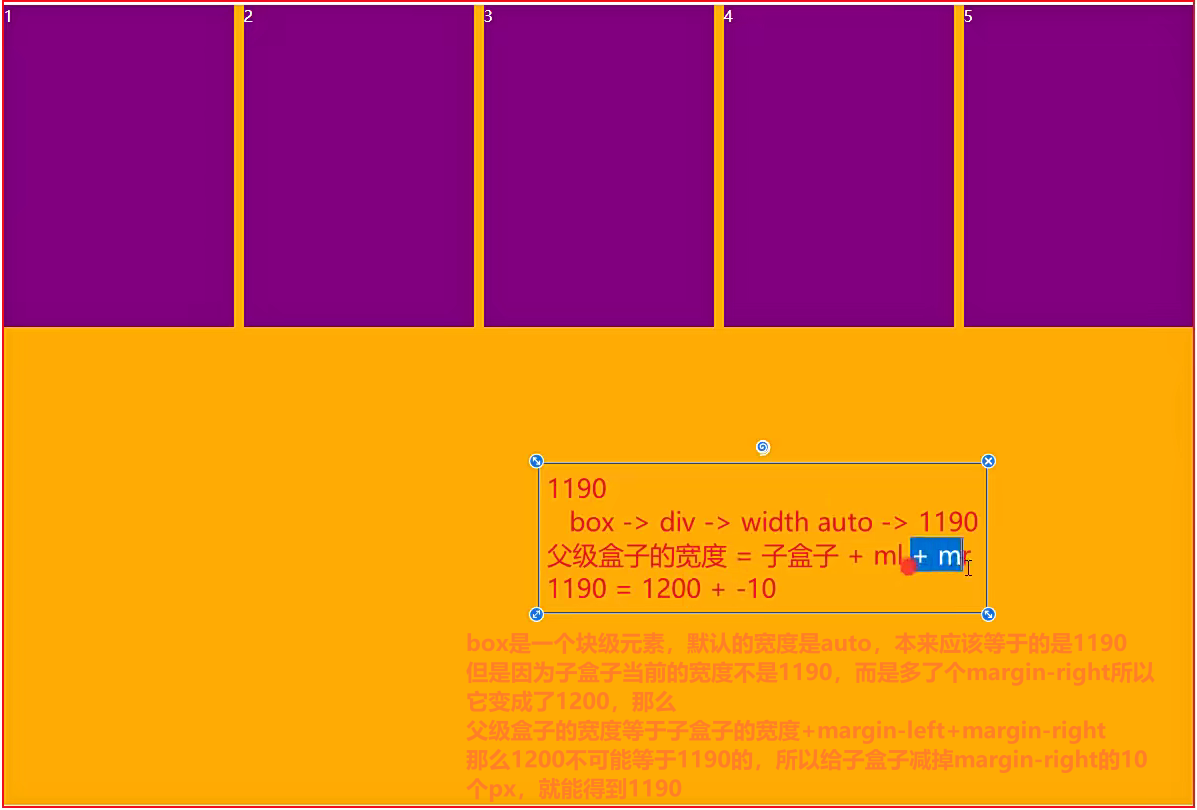 1 2 3 4 5
1190
box -> div -> width auto -> 1190
父级盒子的宽度 = 子盒子 + ml + mr
1190 = 1200 + -10
box是一个块级元素，默认的宽度是auto，本来应该等于的是1190
但是因为子盒子当前的宽度不是1190，而是多了个margin-right所以
它变成了1200，那么
父级盒子的宽度等于子盒子的宽度+margin-left+margin-right
那么1200不可能等于1190的，所以给子盒子减掉margin-right的10
个px，就能得到1190